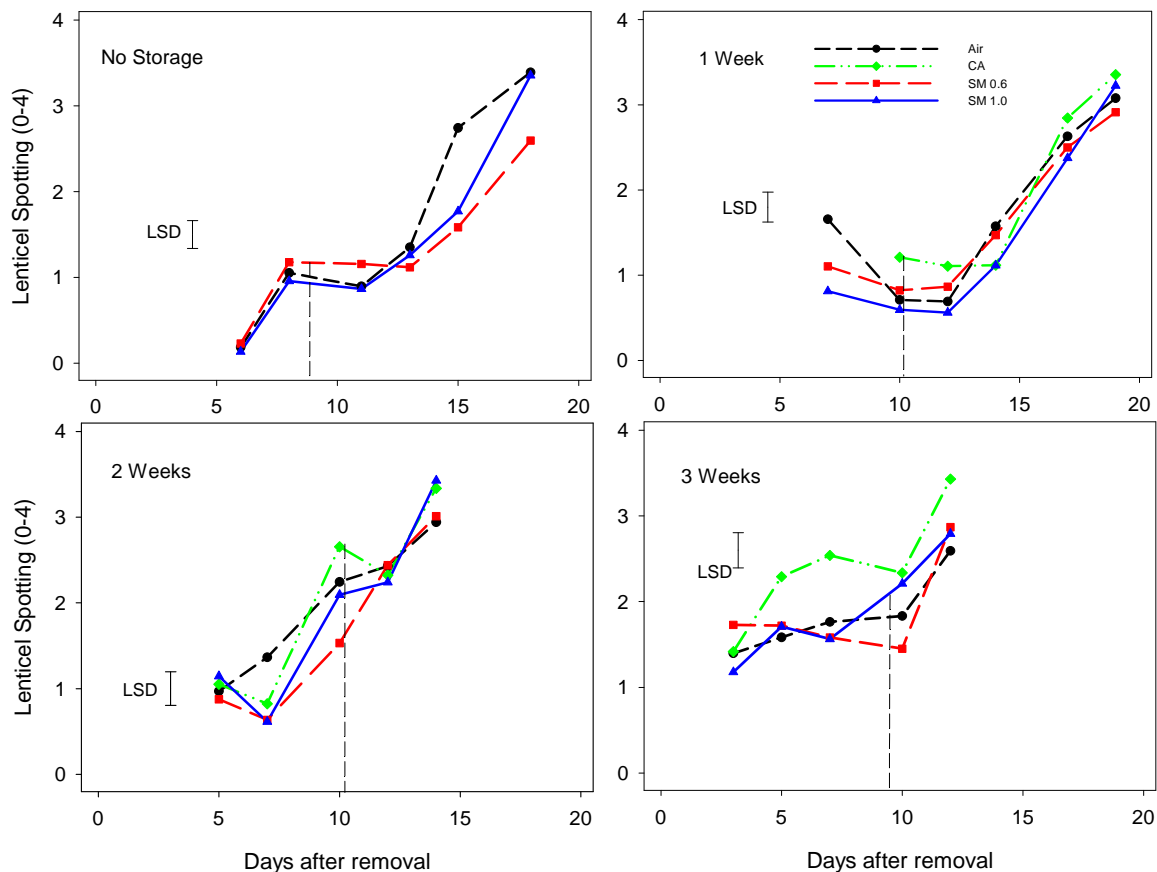 Lenticel Spotting (0-4)
4
3
2
1
0
No Storage
LSD
0
5
10
15
20
4
3
2
1
0
1 Week
Air
CA
SM 0.6
SM 1.0
LSD
0
5
10
15
20
Lenticel Spotting (0-4)
4
3
2
1
0
2 Weeks
LSD
0
5
10
15
20
Days after removal
4
3
2
1
0
3 Weeks
LSD
0
5
10
15
20
Days after removal